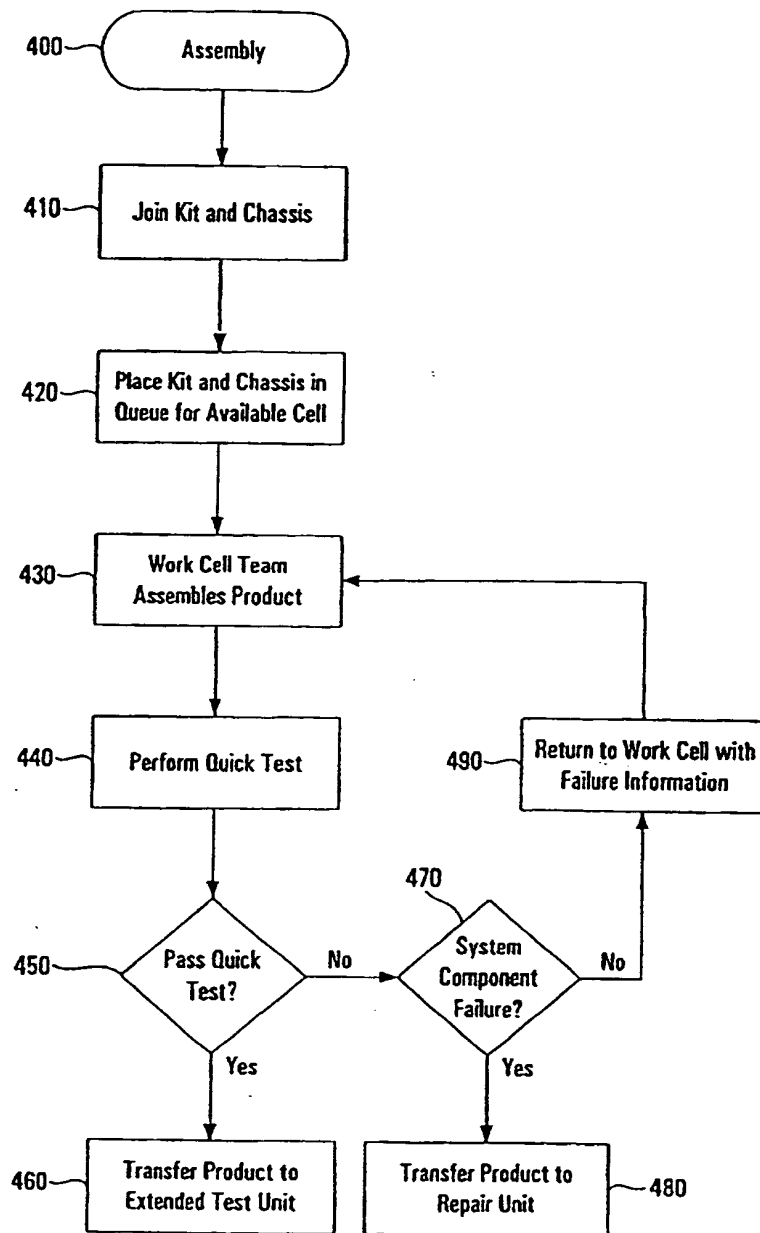 400
Assembly
410
Join Kit and Chassis
420
Place Kit and Chassis in
Queue for Available Cell
430
Work Cell Team
Assembles Product
440
Perform Quick Test
490
Return to Work Cell with
Failure Information
450
Pass Quick
Test?
No
470
System
Component
Failure?
No
Yes
Yes
460
Transfer Product to
Extended Test Unit
Transfer Product to
Repair Unit
480